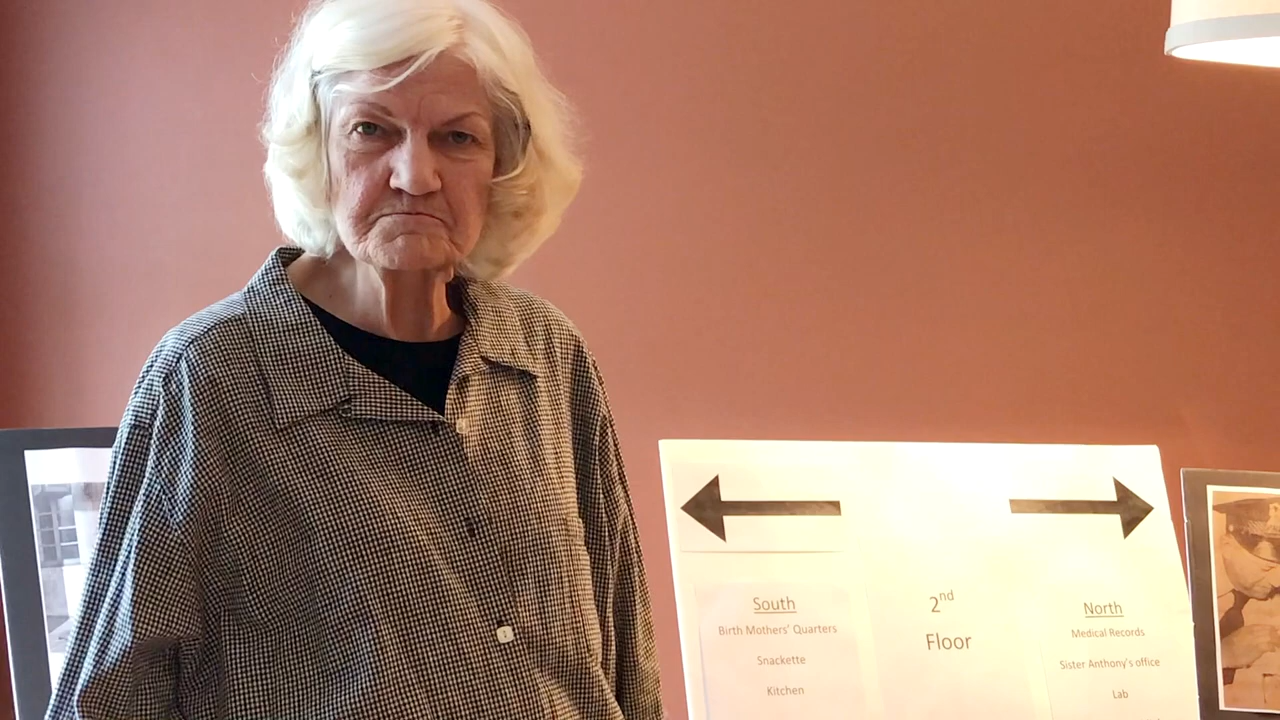 South
Birth Mothers' Quarters
Snackette
Kitchen
2nd
Floor
North
Medical Records
Sister Anthony's office
Lab